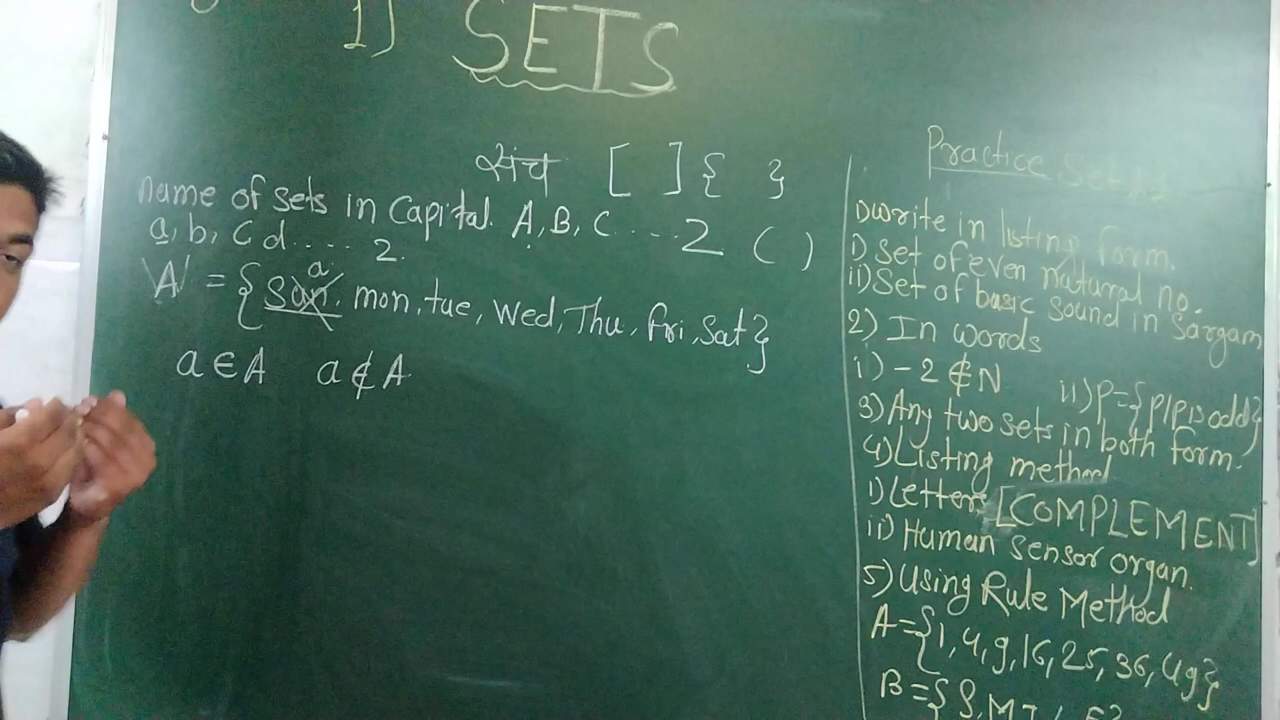 1) SETS
संच [ ] { }
name of sets in Capital. A, B, C .... Z ( )
a, b, c d..... z.
a
A = {Sun, mon, tue, Wed, Thu, Fri, Sat}
a ∈ A a ∉ A
Practice Set
1) write in listing form.
i) Set of even natural no.
ii) Set of basic sound in Sargam
2) In words
i) -2 ∉ N ii) P = {p/p is odd}
3) Any two sets in both form.
4) Listing method
i) Letters [COMPLEMENT]
ii) Human Sensor organ.
5) Using Rule Method
A = {1, 4, 9, 16, 25, 36, 49}
B = {